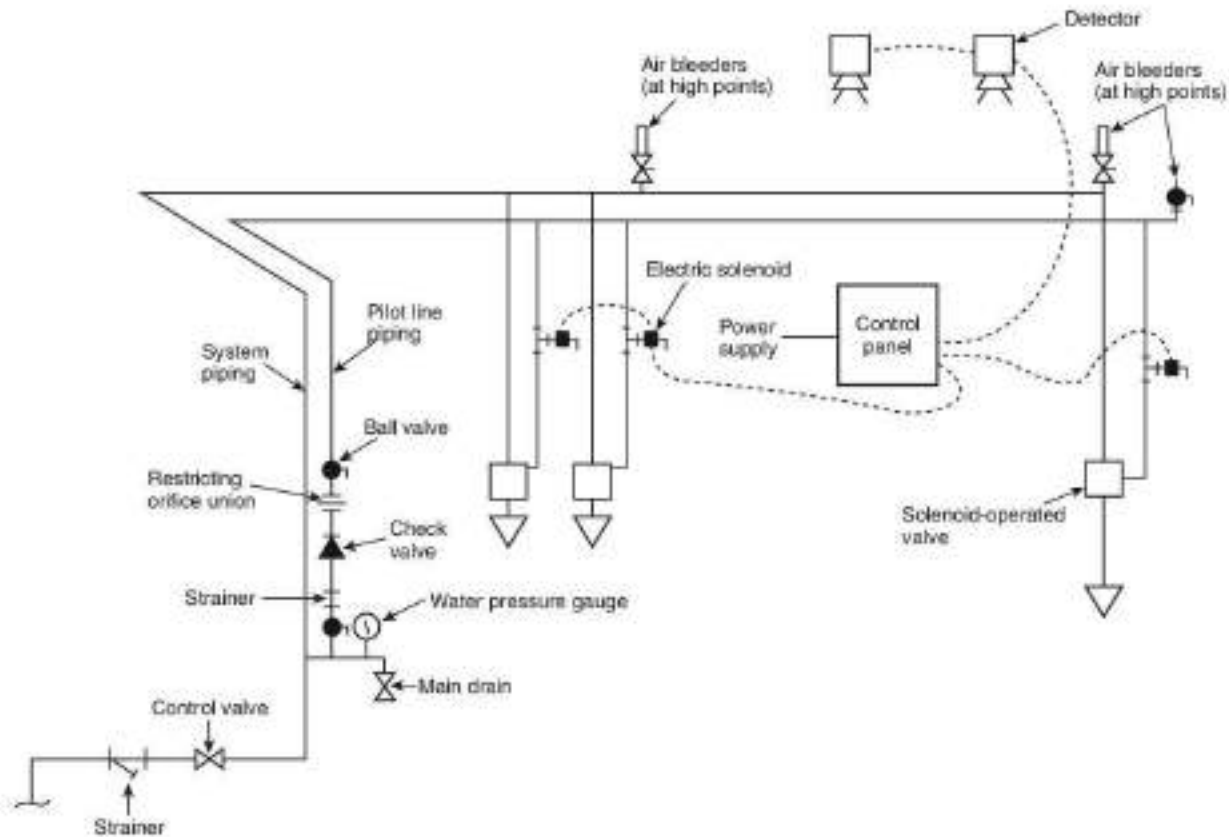 Detector
Air bleeders
(at high points)
Air bleeders
(at high points)
Electric solenoid
Pilot line
piping
Power
supply
Control
panel
System
piping
Ball valve
Restricting
orifice union
Solenoid-operated
valve
Check
valve
Strainer
Water pressure gauge
Main drain
Control valve
Strainer